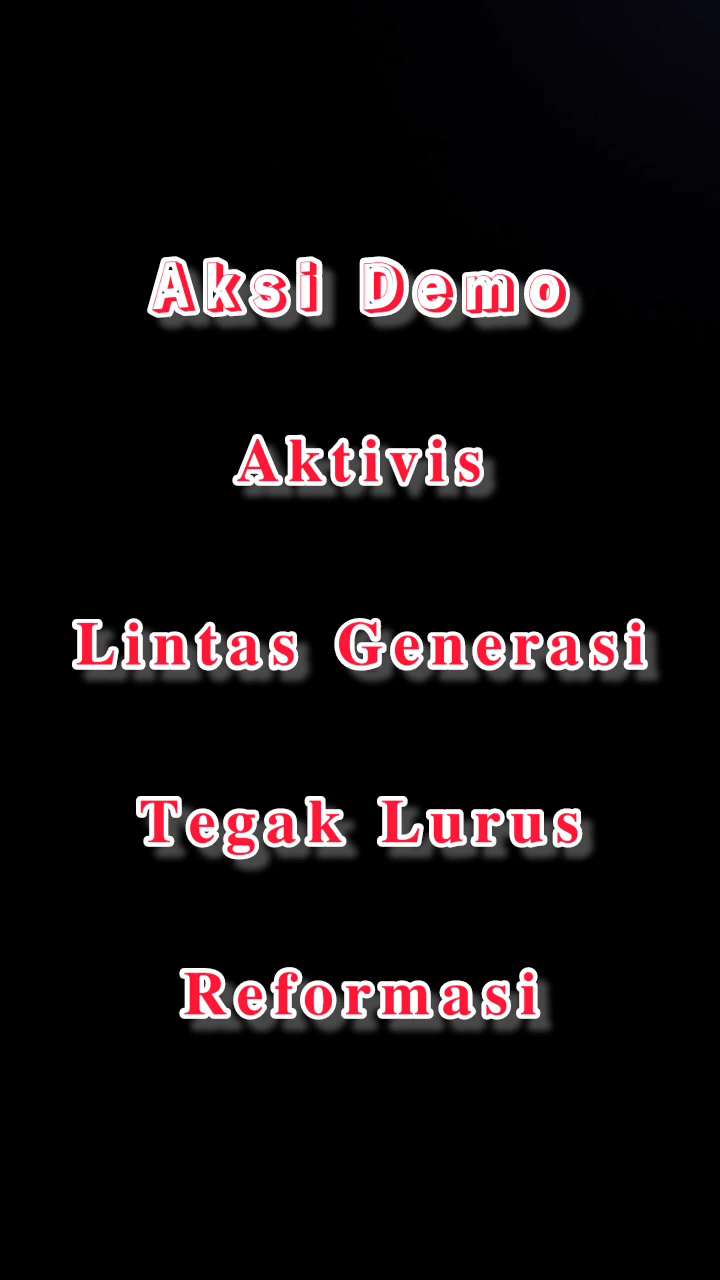 Aksi Demo
Aktivis
Lintas Generasi
Tegak Lurus
Reformasi